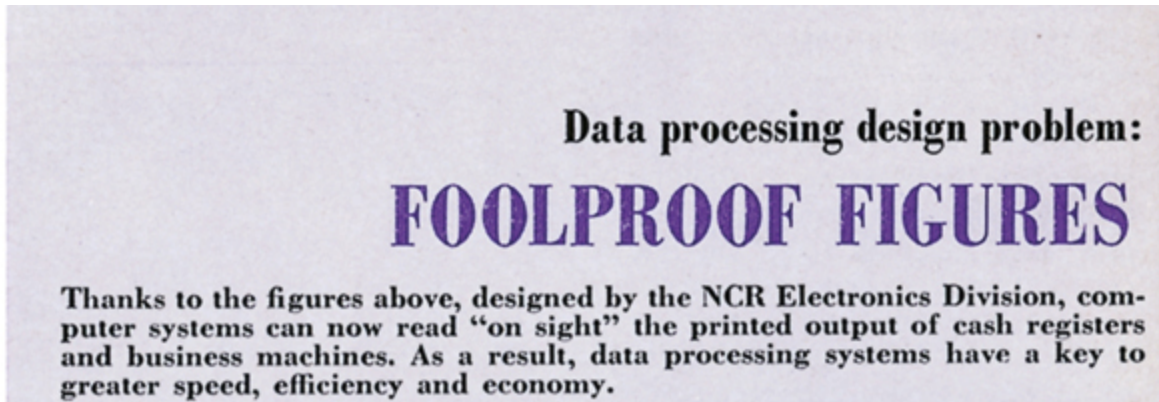 Data processing design problem:
FOOLPROOF FIGURES
Thanks to the figures above, designed by the NCR Electronics Division, com-
puter systems can now read “on sight” the printed output of cash registers
and business machines. As a result, data processing systems have a key to
greater speed, efficiency and economy.